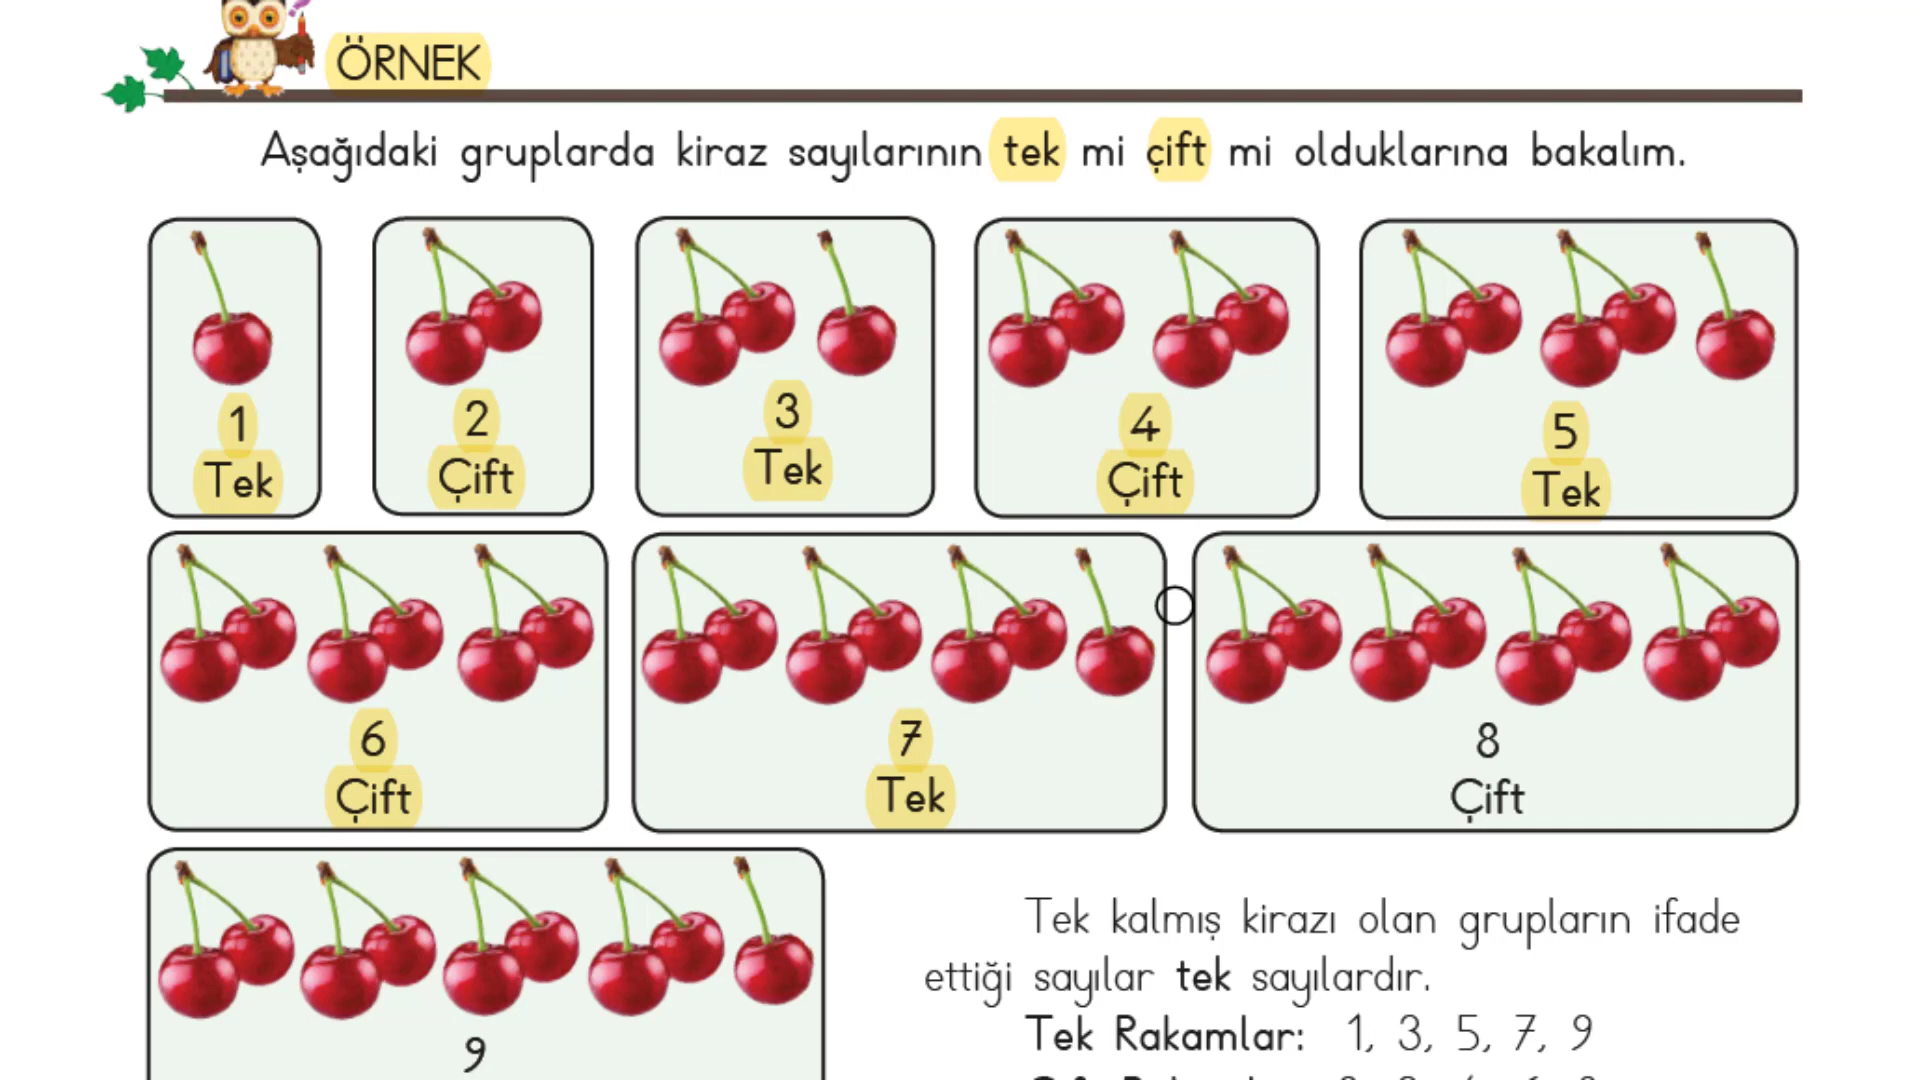 ÖRNEK
Aşağıdaki gruplarda kiraz sayılarının tek mi çift mi olduklarına bakalım.
1
Tek
2
Çift
3
Tek
4
Çift
5
Tek
6
Çift
7
Tek
8
Çift
9
Tek kalmış kirazı olan grupların ifade
ettiği sayılar tek sayılardır.
Tek Rakamlar: 1, 3, 5, 7, 9